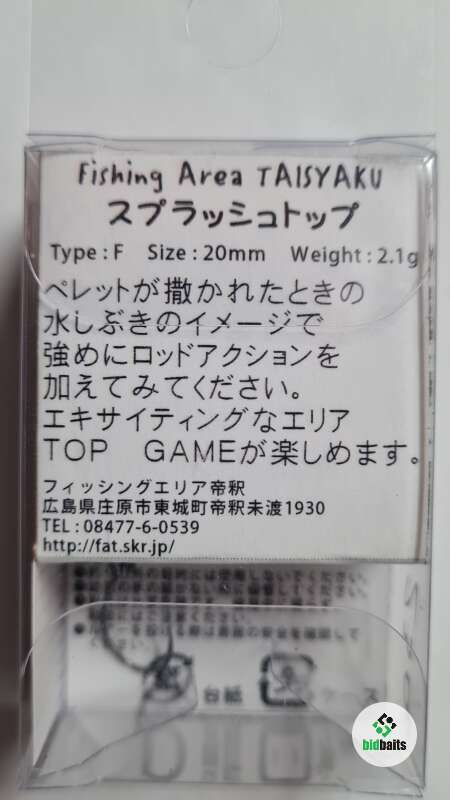 Fishing Area TAISYAKU
スプラッシュトップ
Type : F Size : 20mm Weight : 2.1g
ペレットが撒かれたときの
水しぶきのイメージで
強めにロッドアクションを
加えてみてください。
エキサイティングなエリア
TOP GAMEが楽しめます。
フィッシングエリア帝釈
広島県庄原市東城町帝釈未渡1930
TEL : 08477-6-0539
http://fat.skr.jp/
台紙 ケース
bidbaits